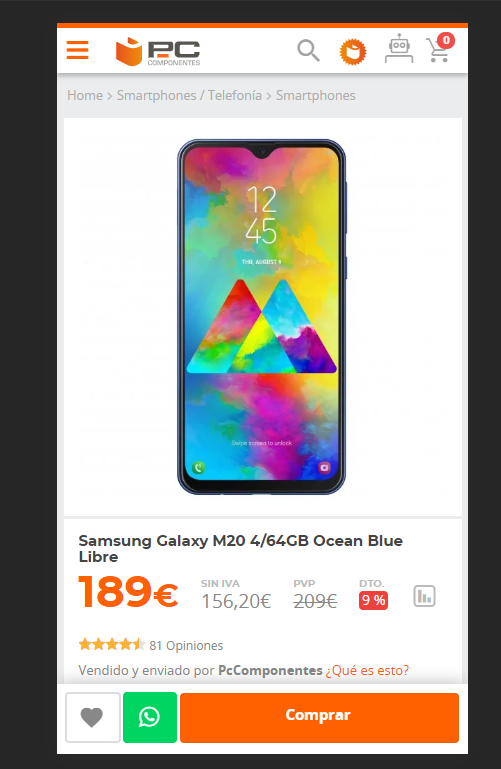 PC
COMPONENTES
0
Home > Smartphones / Telefonía > Smartphones
12
45
THU, AUGUST 9
Swipe screen to unlock
Samsung Galaxy M20 4/64GB Ocean Blue
Libre
189€
SIN IVA
156,20€
PVP
209€
DTO.
9 %
81 Opiniones
Vendido y enviado por PcComponentes ¿Qué es esto?
Comprar